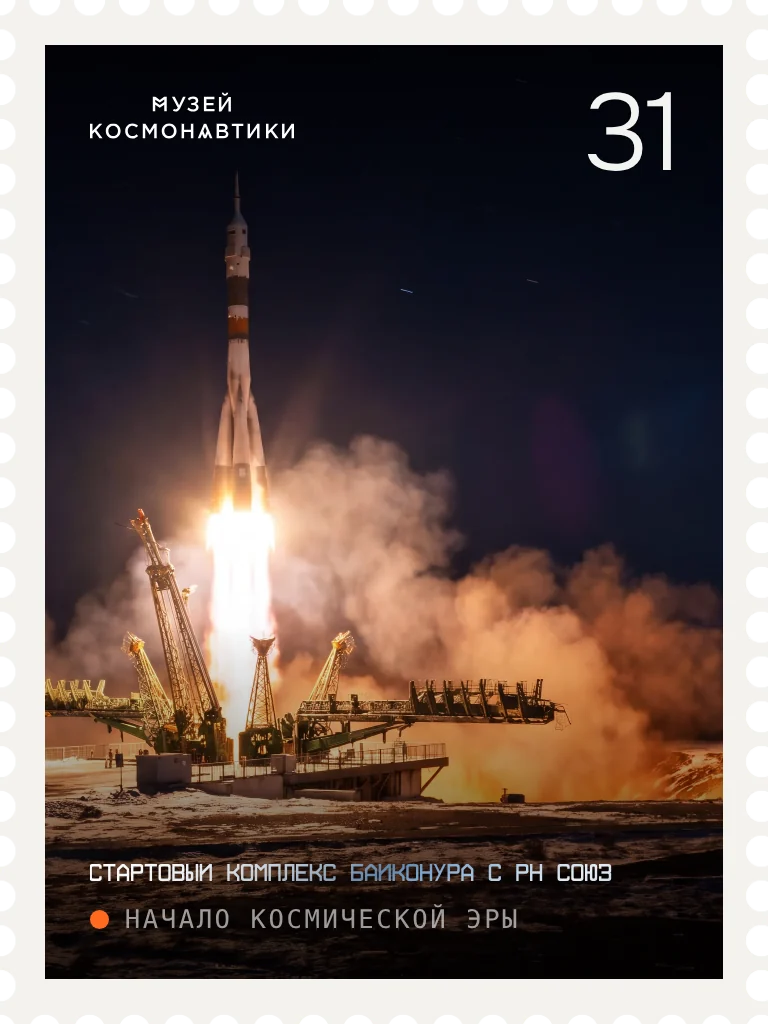 МУЗЕЙ
КОСМОНАВТИКИ
31
СТАРТОВЫЙ КОМПЛЕКС БАЙКОНУРА С РН СОЮЗ
НАЧАЛО КОСМИЧЕСКОЙ ЭРЫ